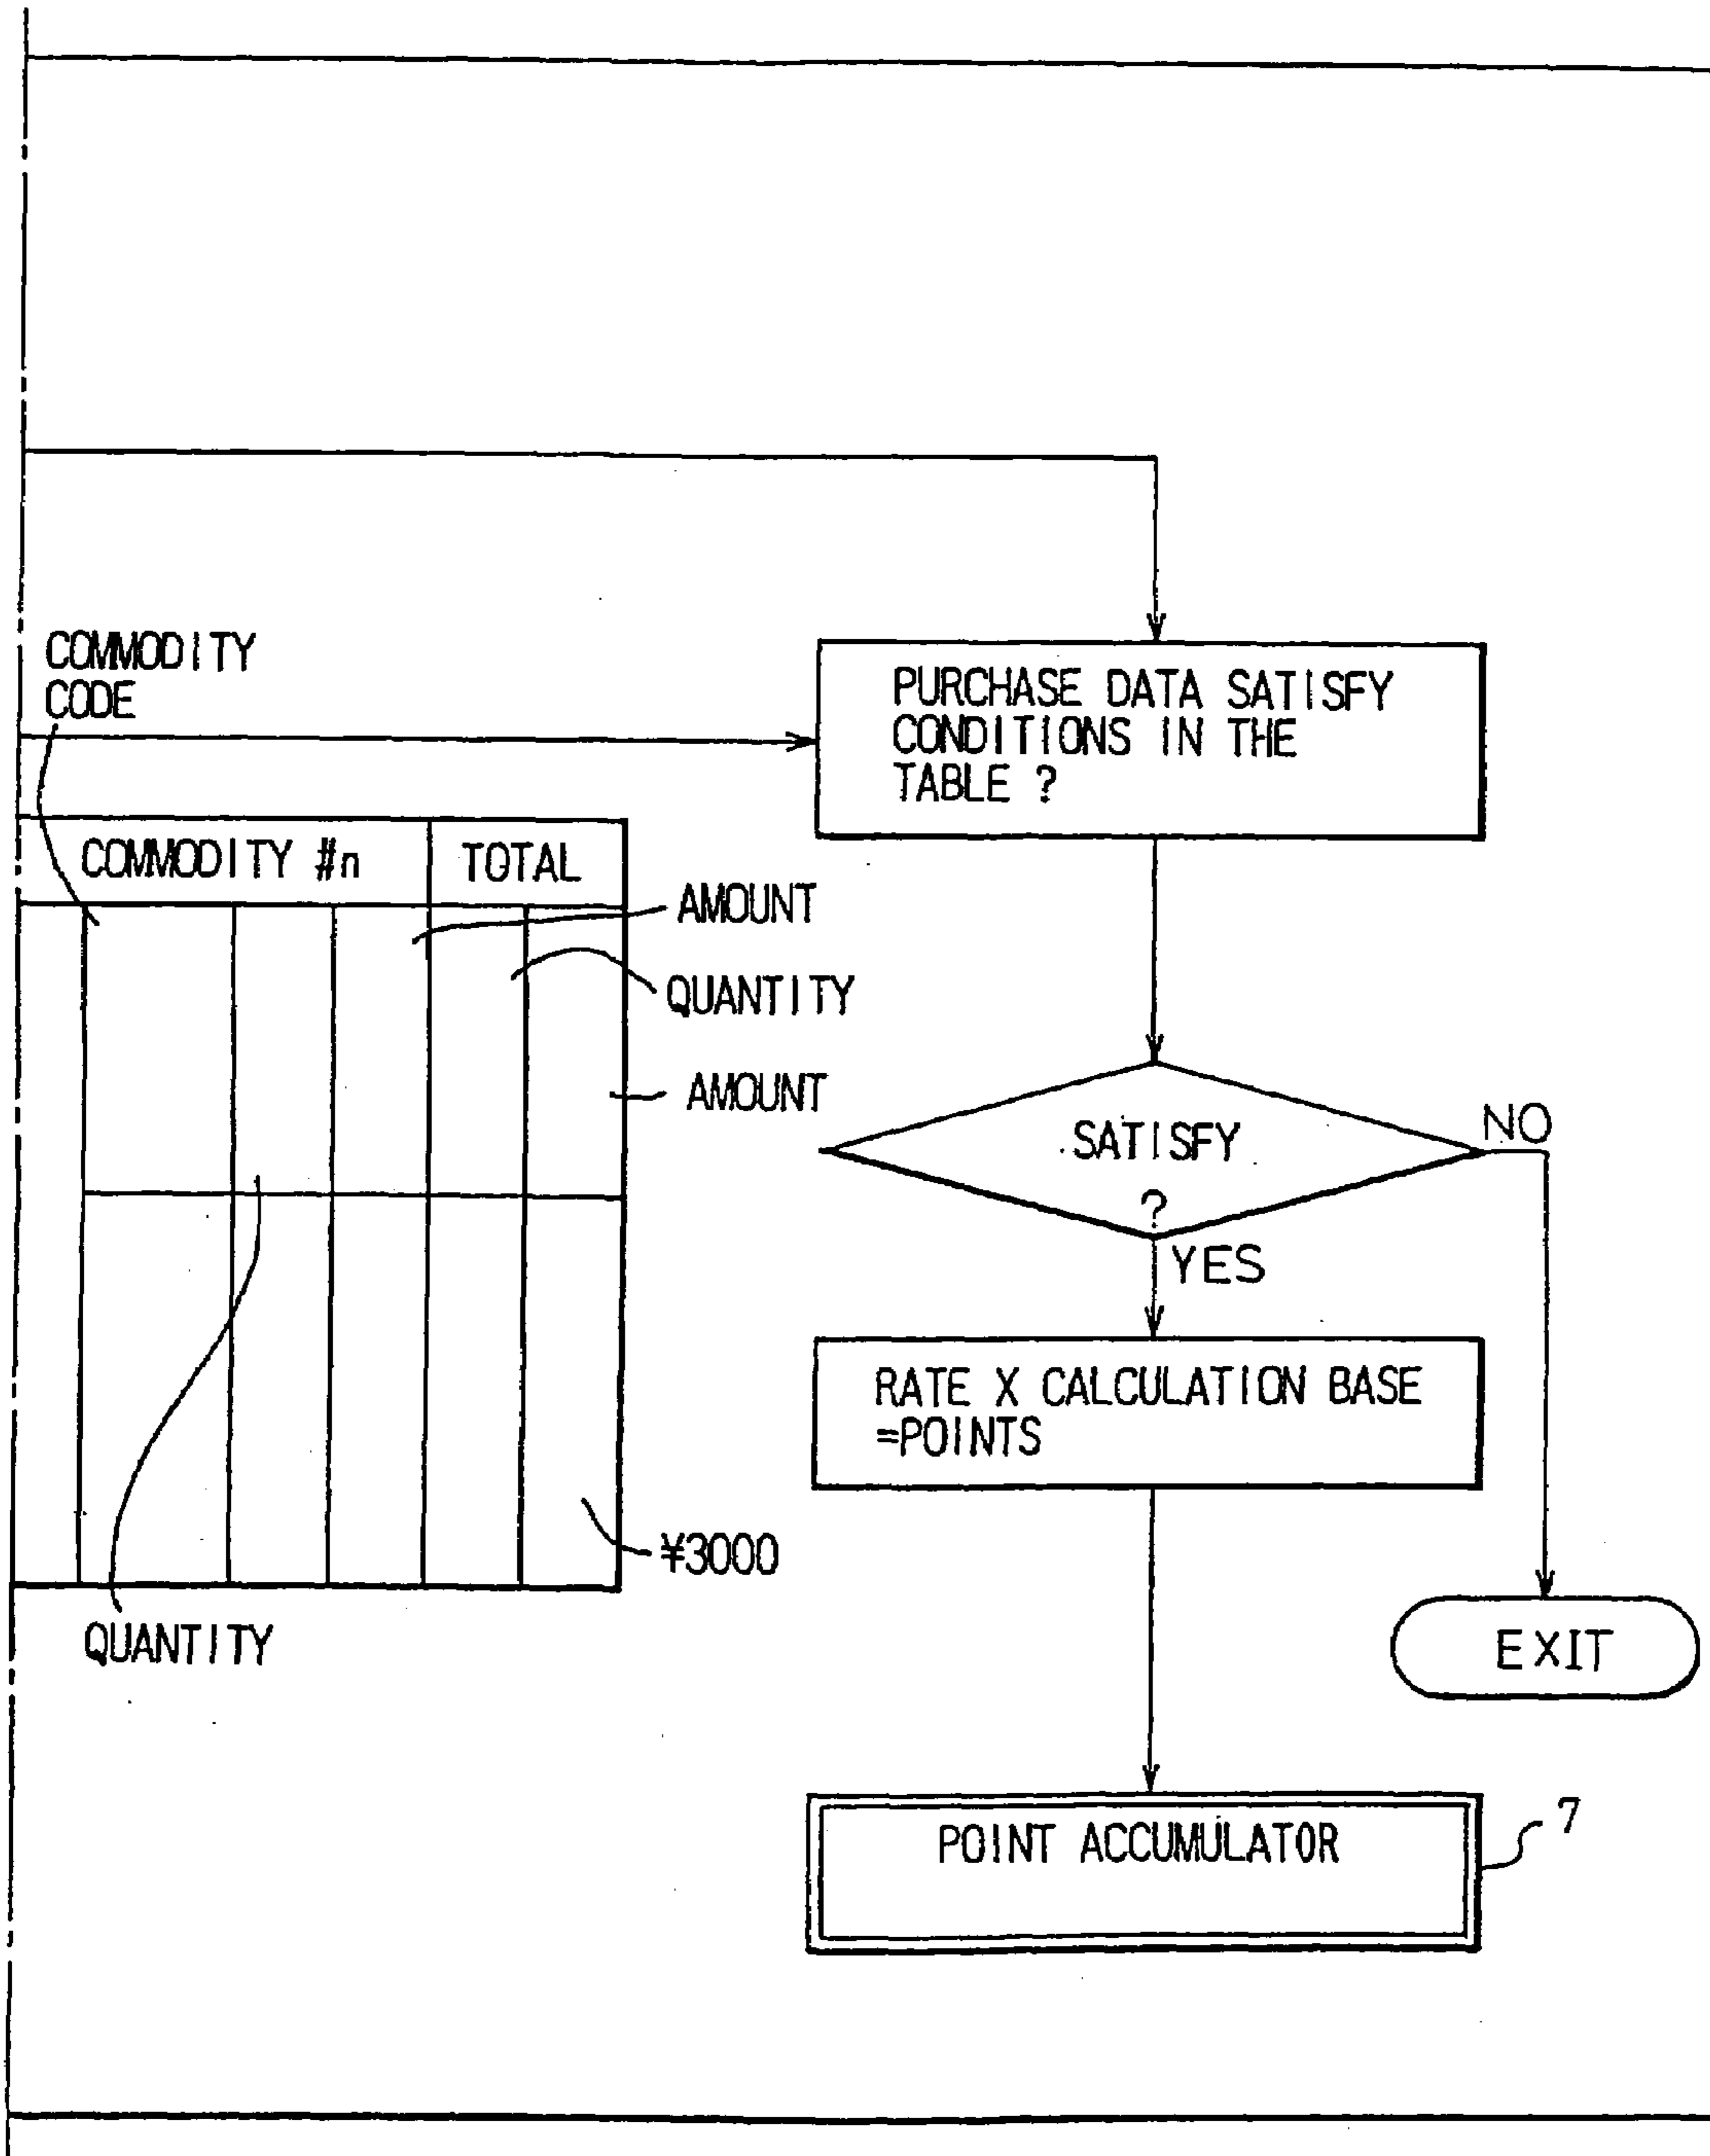 COMMODITY
CODE
PURCHASE DATA SATISFY
CONDITIONS IN THE
TABLE ?
COMMODITY #n
TOTAL
AMOUNT
QUANTITY
AMOUNT
SATISFY
?
NO
YES
RATE X CALCULATION BASE
=POINTS
¥3000
QUANTITY
EXIT
POINT ACCUMULATOR
7